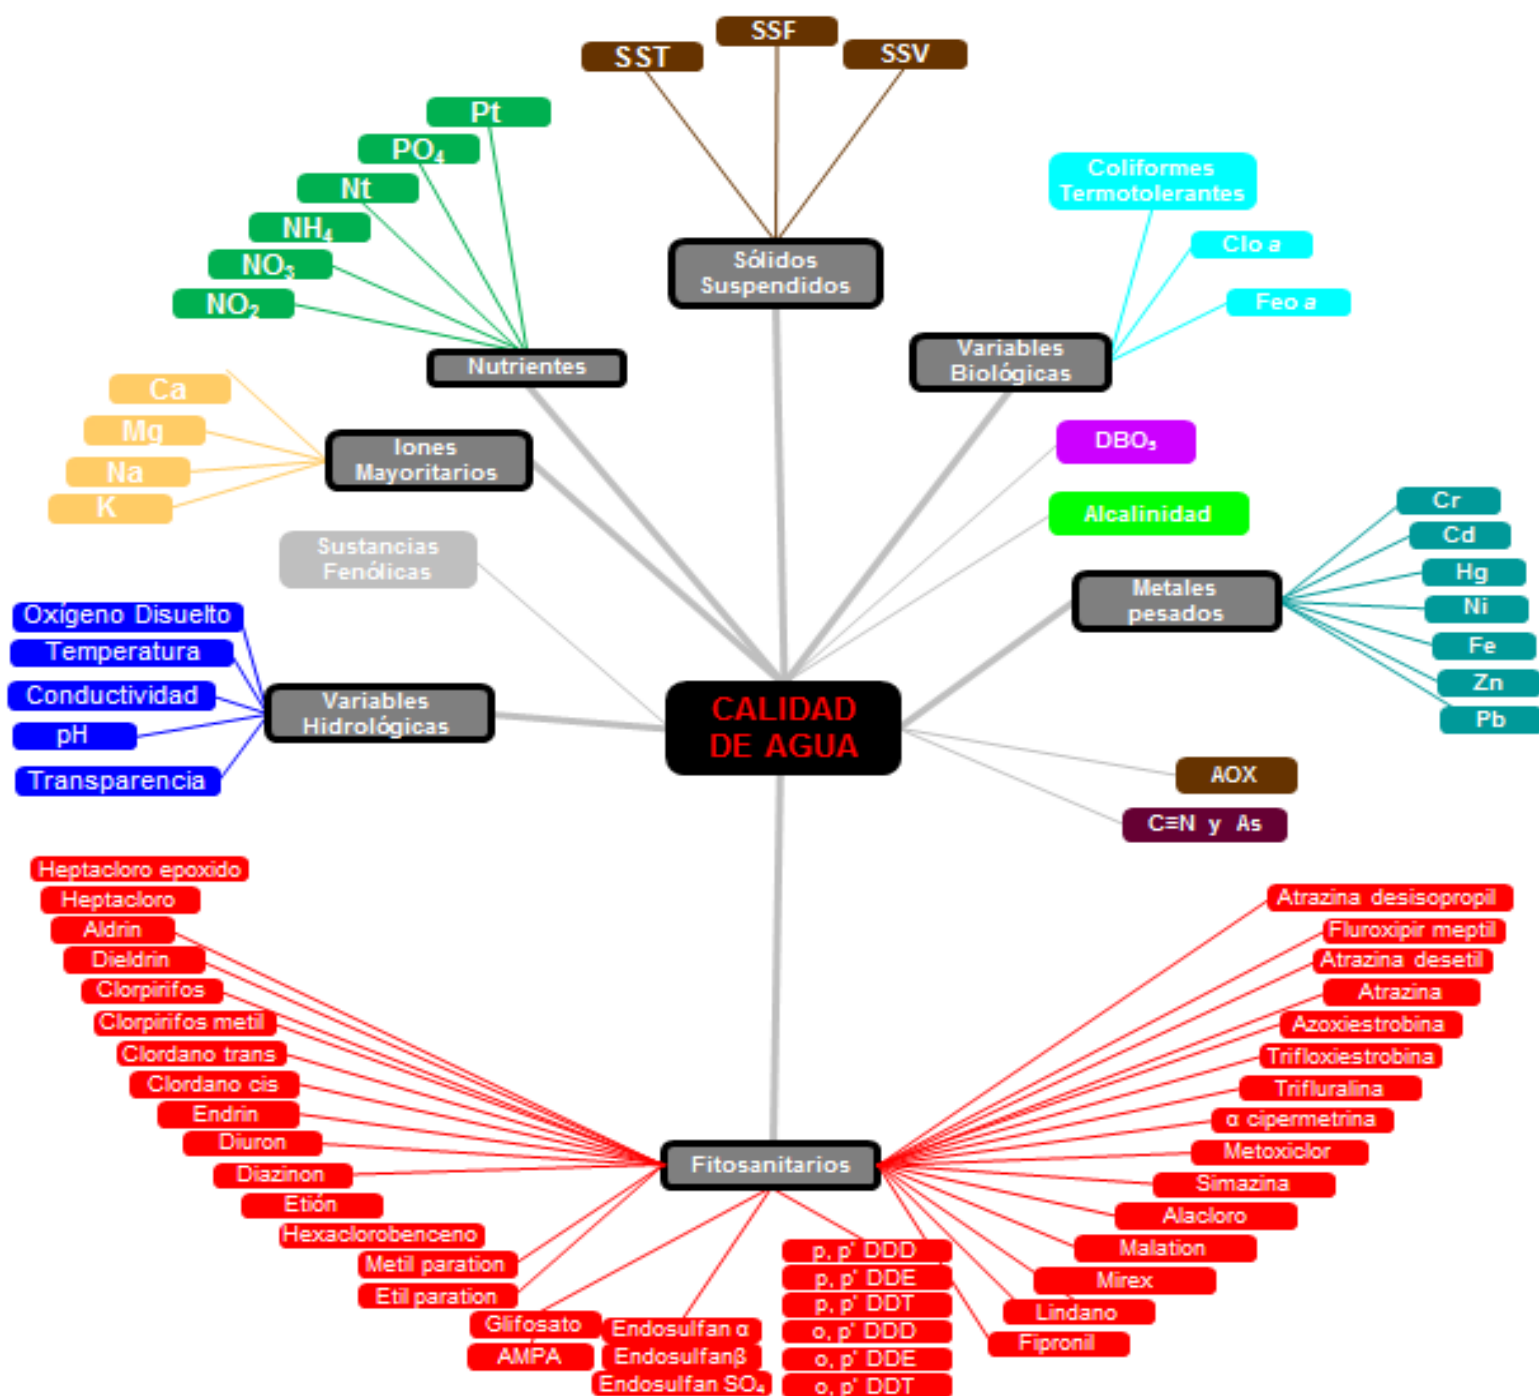 SST
SSF
SSV
Sólidos
Suspendidos
Pt
PO₄
Nt
NH₄
NO₃
NO₂
Nutrientes
Coliformes
Termotolerantes
Clo a
Feo a
Variables
Biológicas
Ca
Mg
Na
K
Iones
Mayoritarios
DBO₅
Alcalinidad
Sustancias
Fenólicas
Cr
Cd
Hg
Ni
Fe
Zn
Pb
Metales
pesados
Oxígeno Disuelto
Temperatura
Conductividad
pH
Transparencia
Variables
Hidrológicas
CALIDAD
DE AGUA
AOX
C≡N y As
Heptacloro epoxido
Heptacloro
Aldrin
Dieldrin
Clorpirifos
Clorpirifos metil
Clordano trans
Clordano cis
Endrin
Diuron
Diazinon
Etión
Hexaclorobenceno
Metil paration
Etil paration
Glifosato
AMPA
Fitosanitarios
Endosulfan α
Endosulfanβ
Endosulfan SO₄
p, p' DDD
p, p' DDE
p, p' DDT
o, p' DDD
o, p' DDE
o, p' DDT
Atrazina desisopropil
Fluroxipir meptil
Atrazina desetil
Atrazina
Azoxiestrobina
Trifloxiestrobina
Trifluralina
α cipermetrina
Metoxiclor
Simazina
Alacloro
Malation
Mirex
Lindano
Fipronil